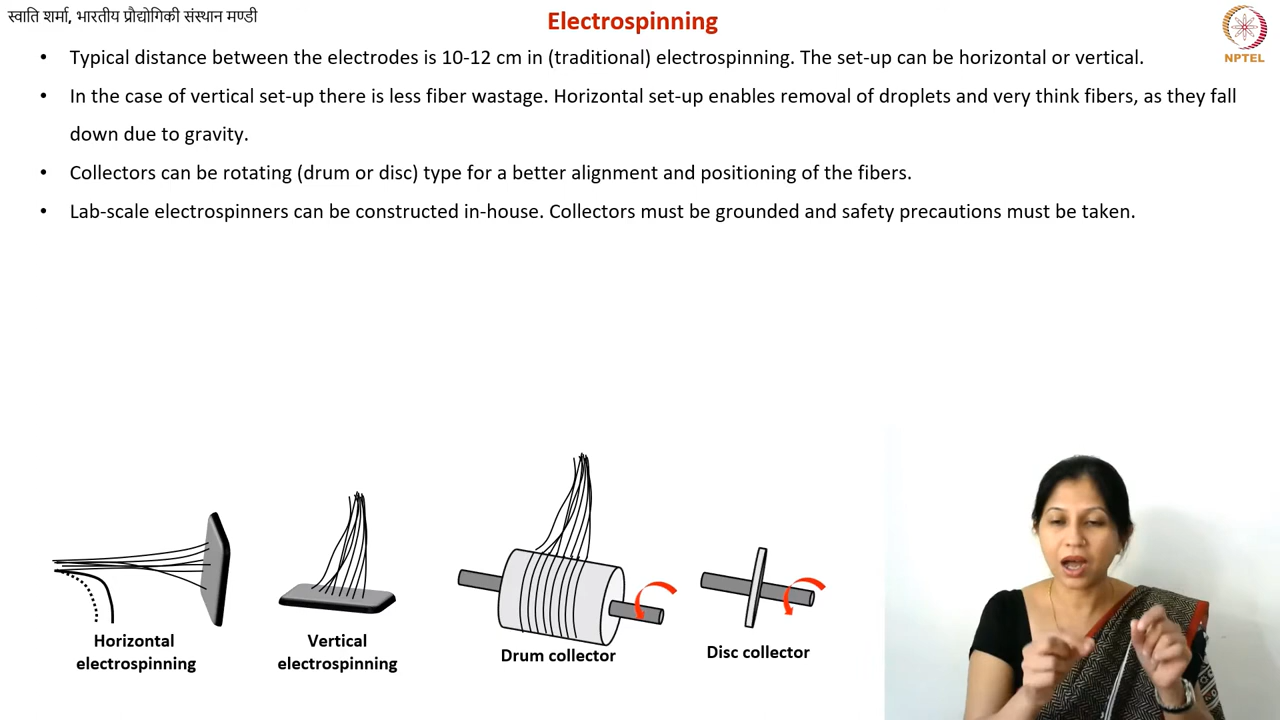 स्वाति शर्मा, भारतीय प्रौद्योगिकी संस्थान मण्डी
Electrospinning
NPTEL
• Typical distance between the electrodes is 10-12 cm in (traditional) electrospinning. The set-up can be horizontal or vertical.
• In the case of vertical set-up there is less fiber wastage. Horizontal set-up enables removal of droplets and very think fibers, as they fall
down due to gravity.
• Collectors can be rotating (drum or disc) type for a better alignment and positioning of the fibers.
• Lab-scale electrospinners can be constructed in-house. Collectors must be grounded and safety precautions must be taken.
Horizontal
electrospinning
Vertical
electrospinning
Drum collector
Disc collector